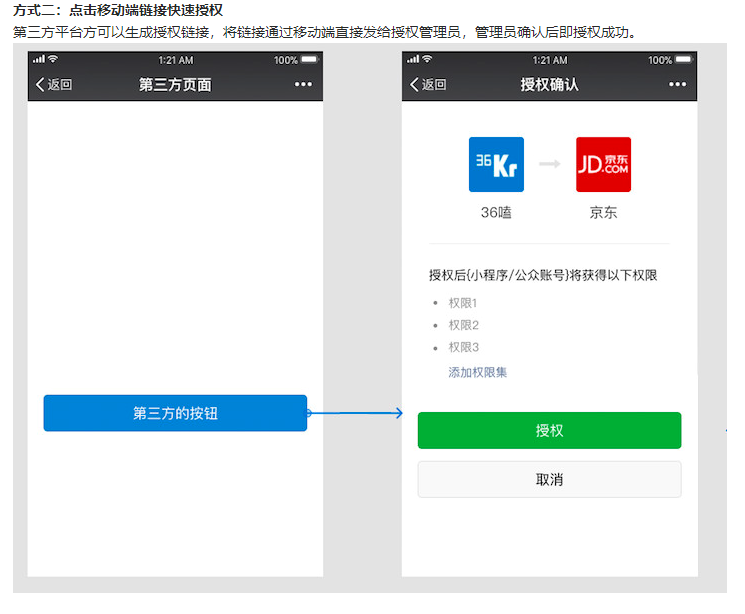 方式二：点击移动端链接快速授权
第三方平台方可以生成授权链接，将链接通过移动端直接发给授权管理员，管理员确认后即授权成功。
1:21 AM
100%
返回
第三方页面
第三方的按钮
1:21 AM
100%
返回
授权确认
36Kr
JD京东.COM
36嗑
京东
授权后{小程序/公众账号}将获得以下权限
权限1
权限2
权限3
添加权限集
授权
取消